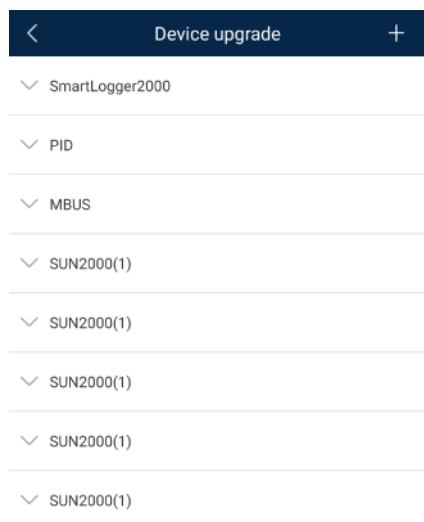 Device upgrade
SmartLogger2000
PID
MBUS
SUN2000(1)
SUN2000(1)
SUN2000(1)
SUN2000(1)
SUN2000(1)